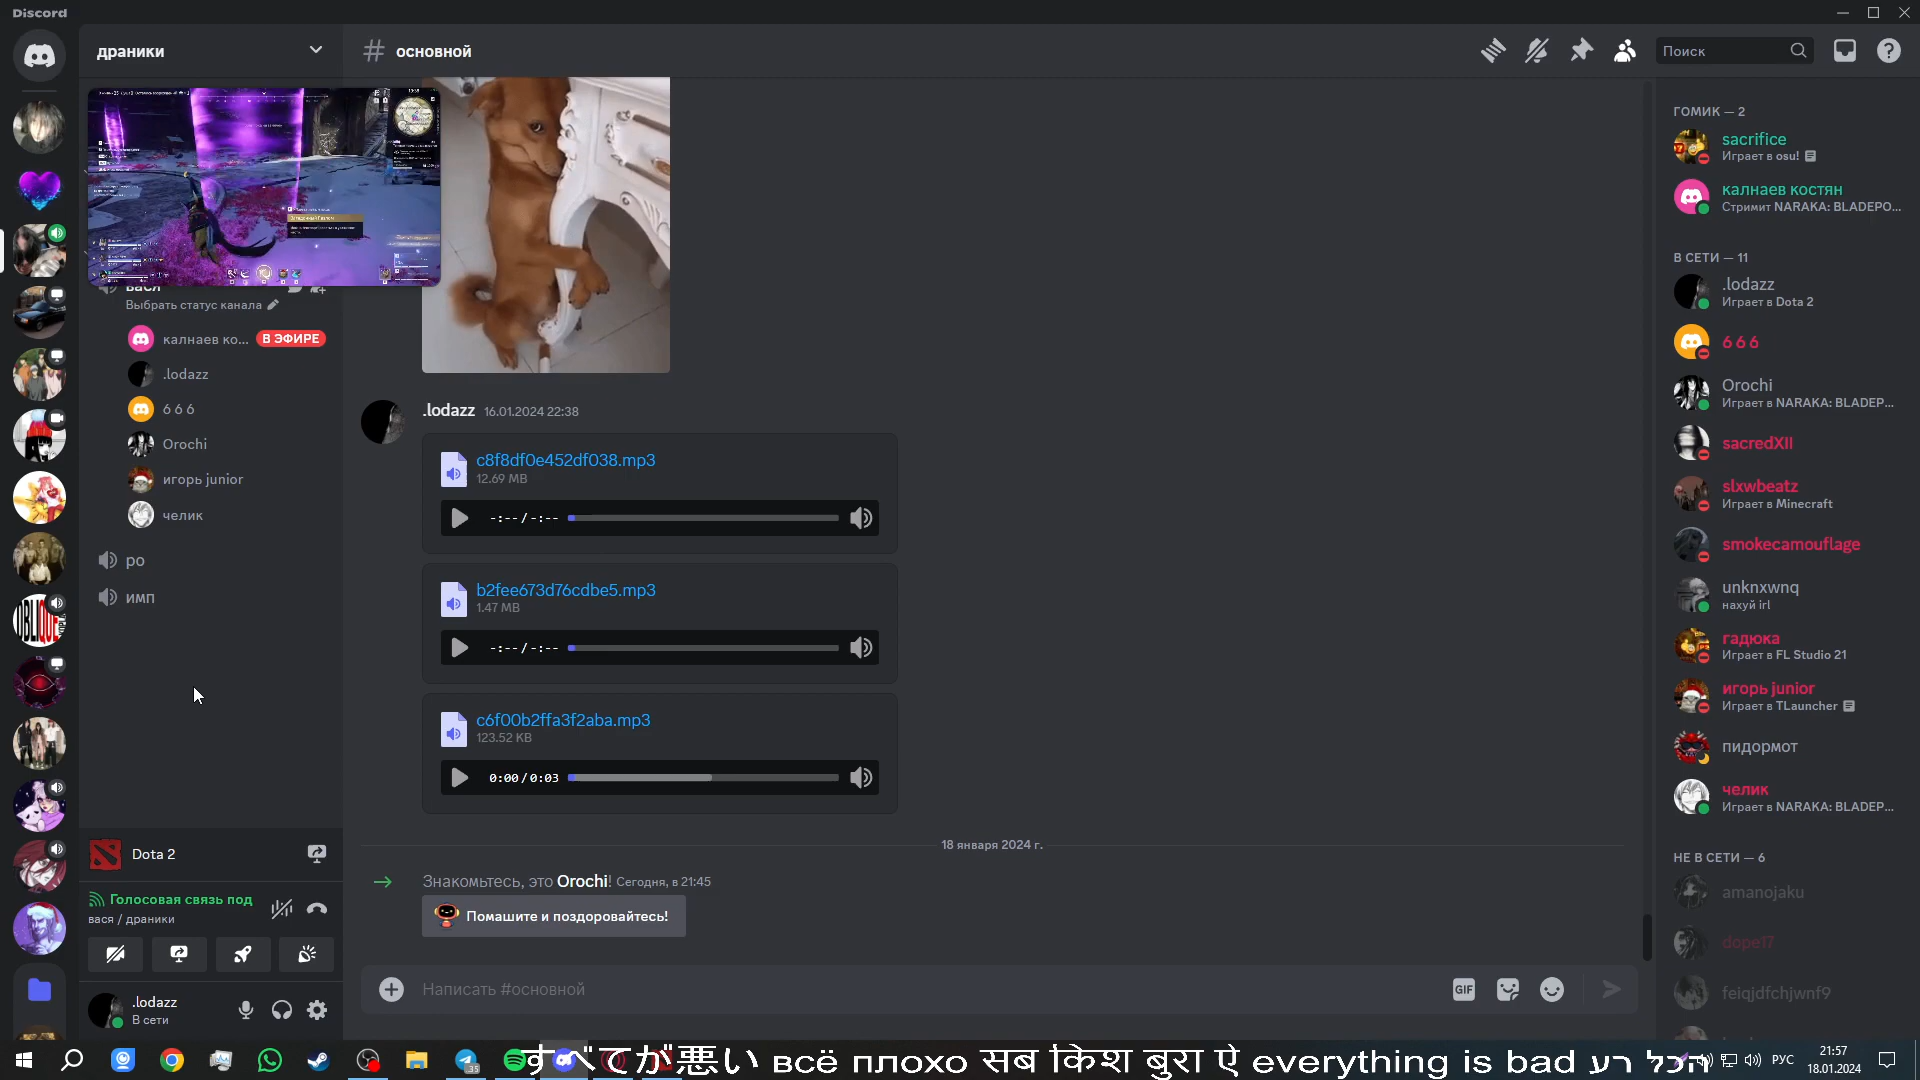 Discord
драники
основной
Поиск
вася
Выбрать статус канала
калнаев ко... В ЭФИРЕ
.lodazz
6 6 6
Orochi
игорь junior
челик
ро
имп
Dota 2
Голосовая связь под
вася / драники
.lodazz
В сети
.lodazz 16.01.2024 22:38
c8f8df0e452df038.mp3
12.69 MB
-:-- / -:--
b2fee673d76cdbe5.mp3
1.47 MB
-:-- / -:--
c6f00b2ffa3f2aba.mp3
123.52 KB
0:00 / 0:03
18 января 2024 г.
Знакомьтесь, это Orochi! Сегодня, в 21:45
Помашите и поздоровайтесь!
Написать #основной
GIF
ГОМИК — 2
sacrifice
Играет в osu!
калнаев костян
Стримит NARAKA: BLADEPO...
В СЕТИ — 11
.lodazz
Играет в Dota 2
6 6 6
Orochi
Играет в NARAKA: BLADEP...
sacredXII
slxwbeatz
Играет в Minecraft
smokecamouflage
unknxwnq
нахуй irl
гадюка
Играет в FL Studio 21
игорь junior
Играет в TLauncher
пидормот
челик
Играет в NARAKA: BLADEP...
НЕ В СЕТИ — 6
amanojaku
dope17
feiqjdfchjwnf9
すべてが悪い всё плохо सब किश बुरा ऐ everything is bad הכל רע
35
РУС
21:57
18.01.2024